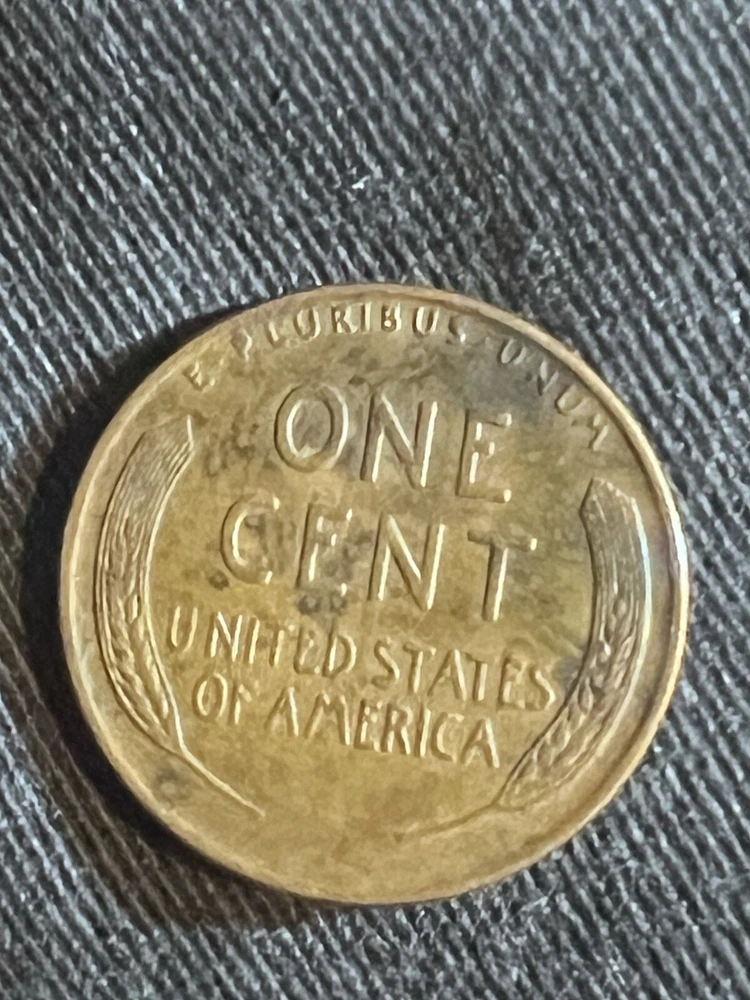 E·PLURIBUS·UNUM
ONE
CENT
UNITED STATES
OF AMERICA